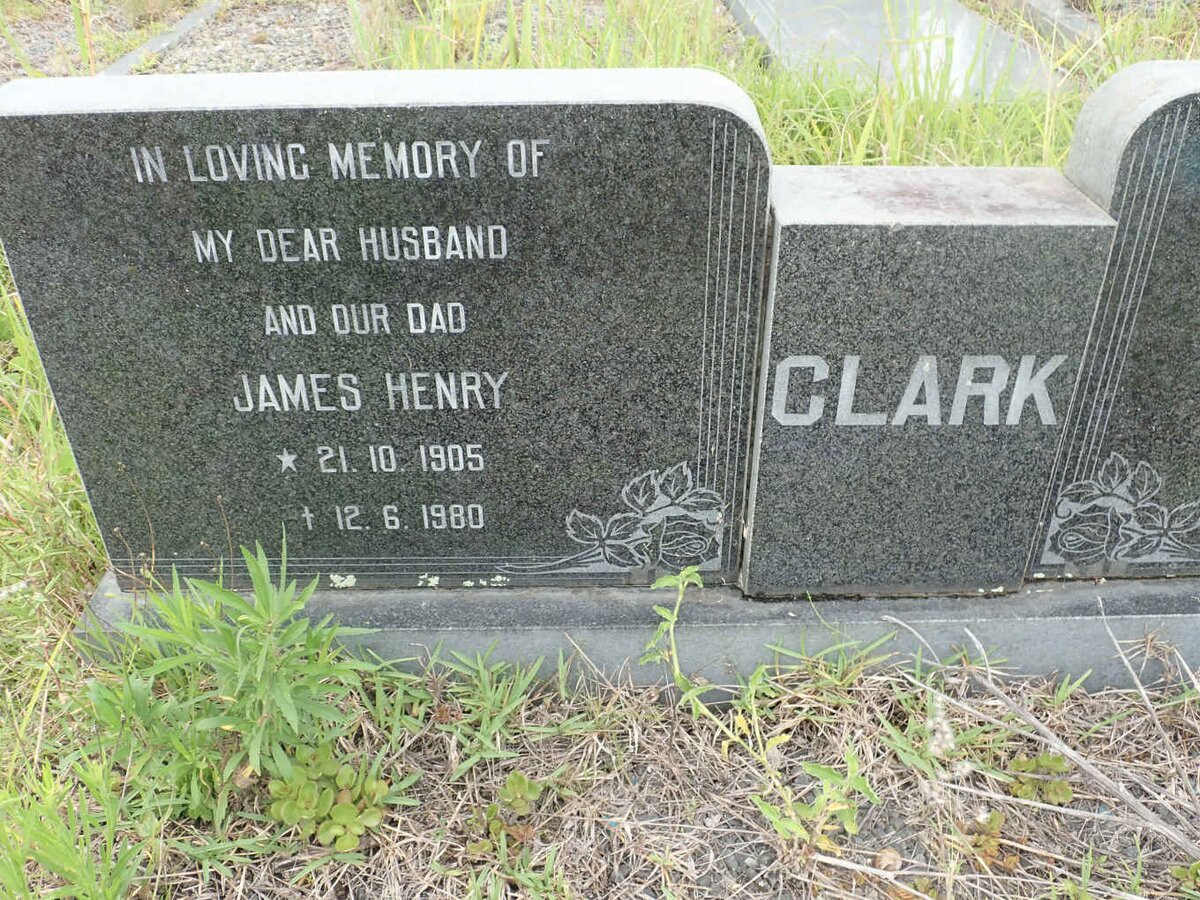 IN LOVING MEMORY OF
MY DEAR HUSBAND
AND OUR DAD
JAMES HENRY
★ 21. 10. 1905
† 12. 6. 1980
CLARK